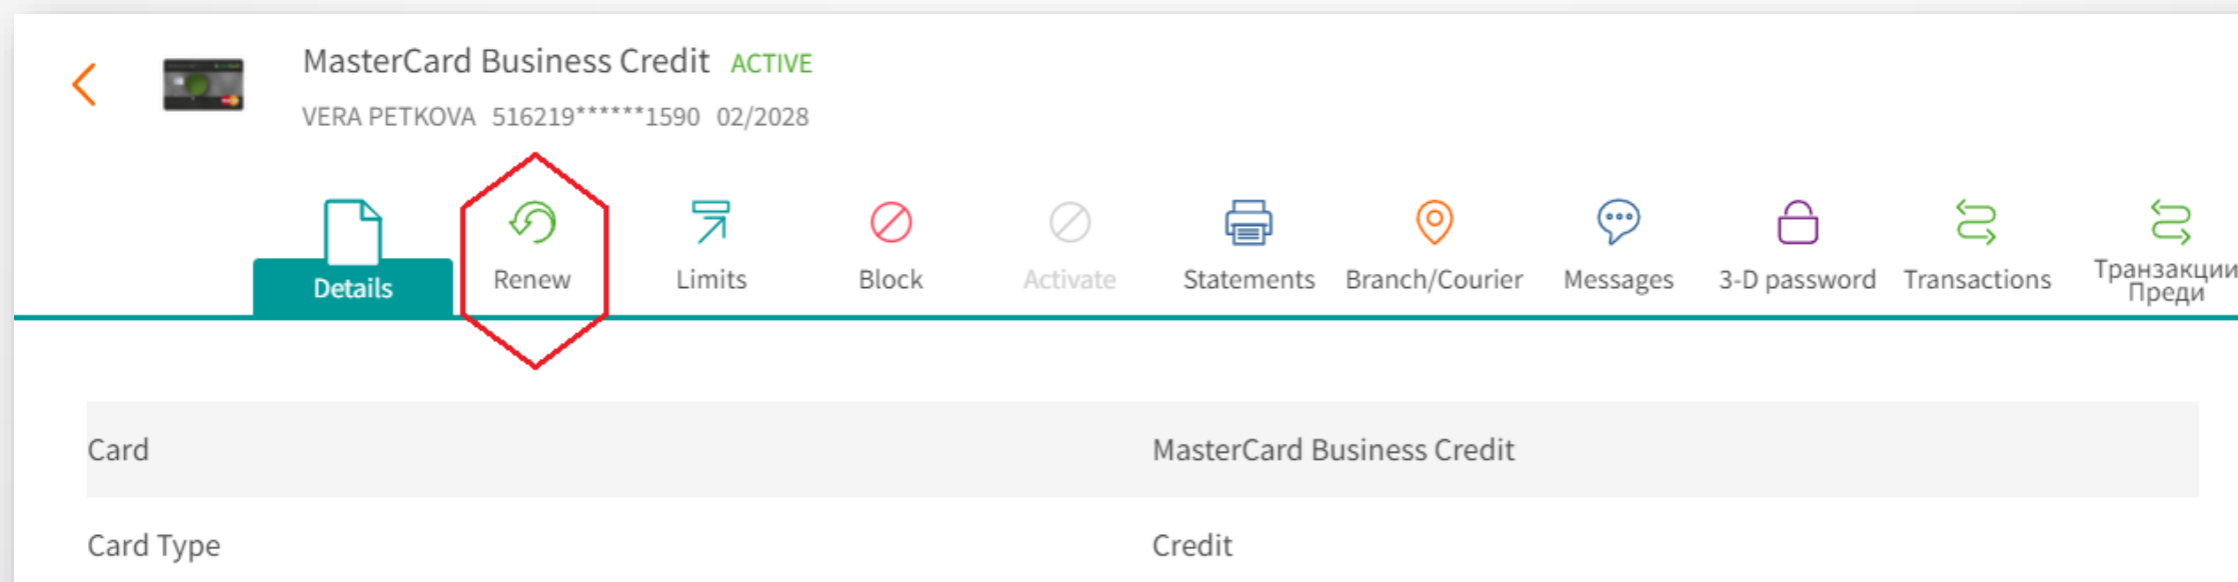 MasterCard Business Credit ACTIVE
VERA PETKOVA 516219******1590 02/2028
Details
Renew
Limits
Block
Activate
Statements
Branch/Courier
Messages
3-D password
Transactions
Транзакции
Преди
Card MasterCard Business Credit
Card Type Credit